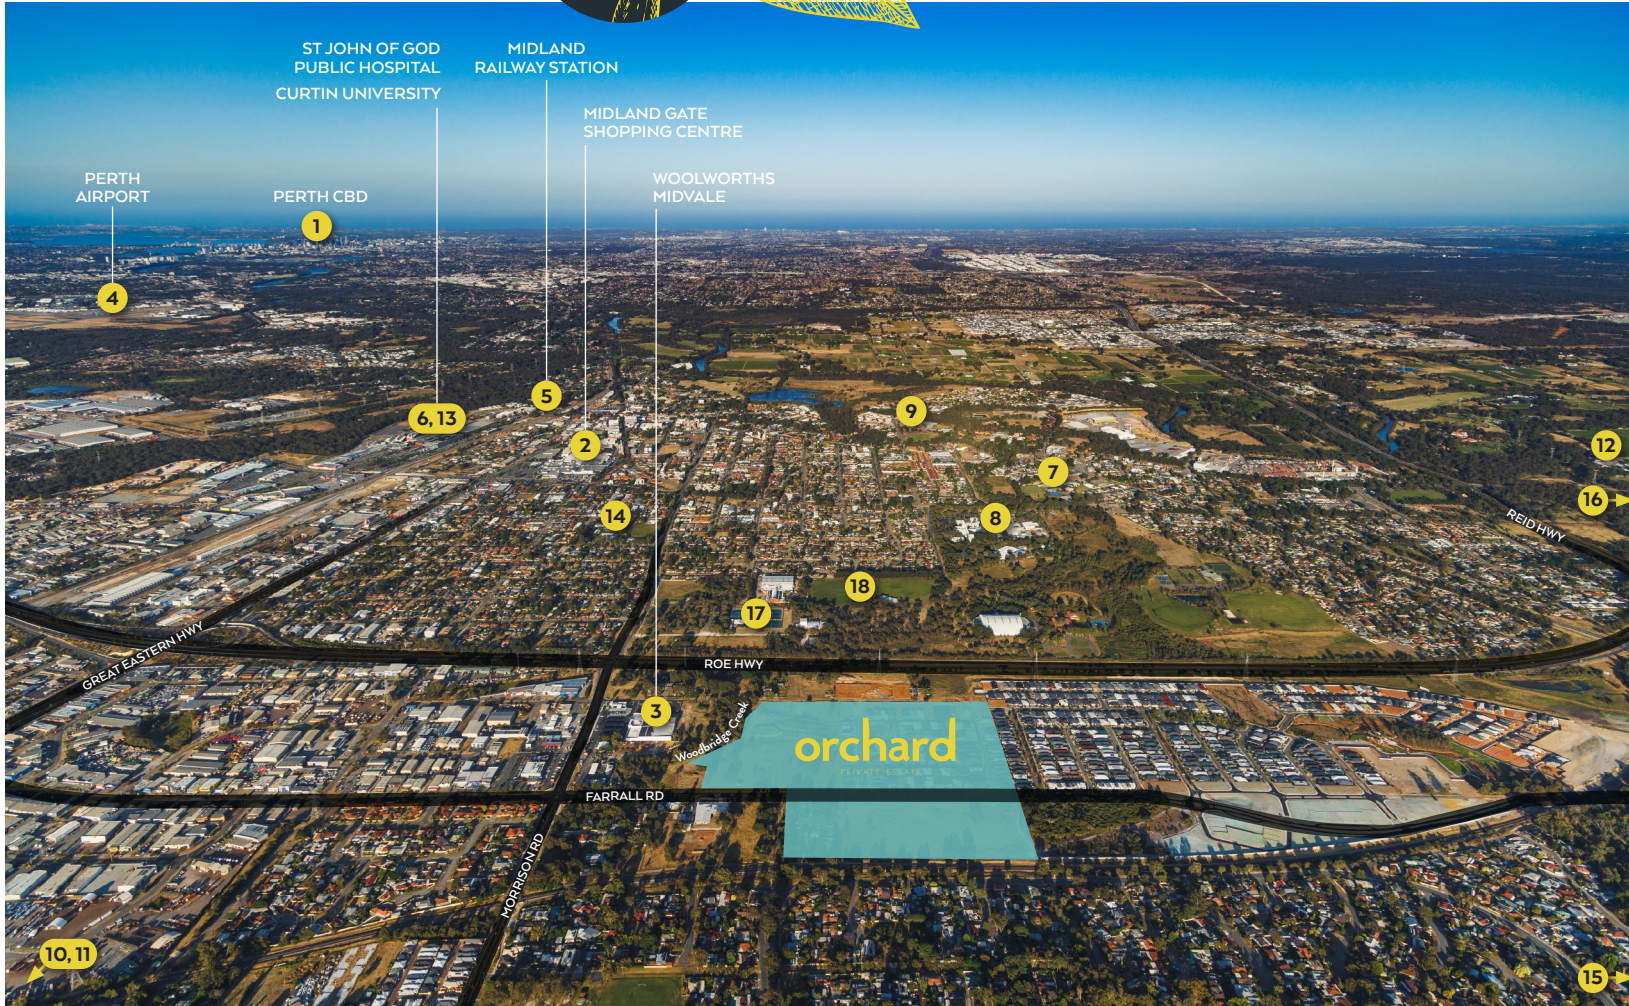 ST JOHN OF GOD
PUBLIC HOSPITAL
CURTIN UNIVERSITY
MIDLAND
RAILWAY STATION
MIDLAND GATE
SHOPPING CENTRE
WOOLWORTHS
MIDVALE
PERTH
AIRPORT
PERTH CBD
1
4
5
6, 13
2
9
7
12
16
14
8
REID HWY
18
17
GREAT EASTERN HWY
ROE HWY
3
Woodbridge Creek
orchard
PRIVATE ESTATE
FARRALL RD
MORRISON RD
10, 11
15